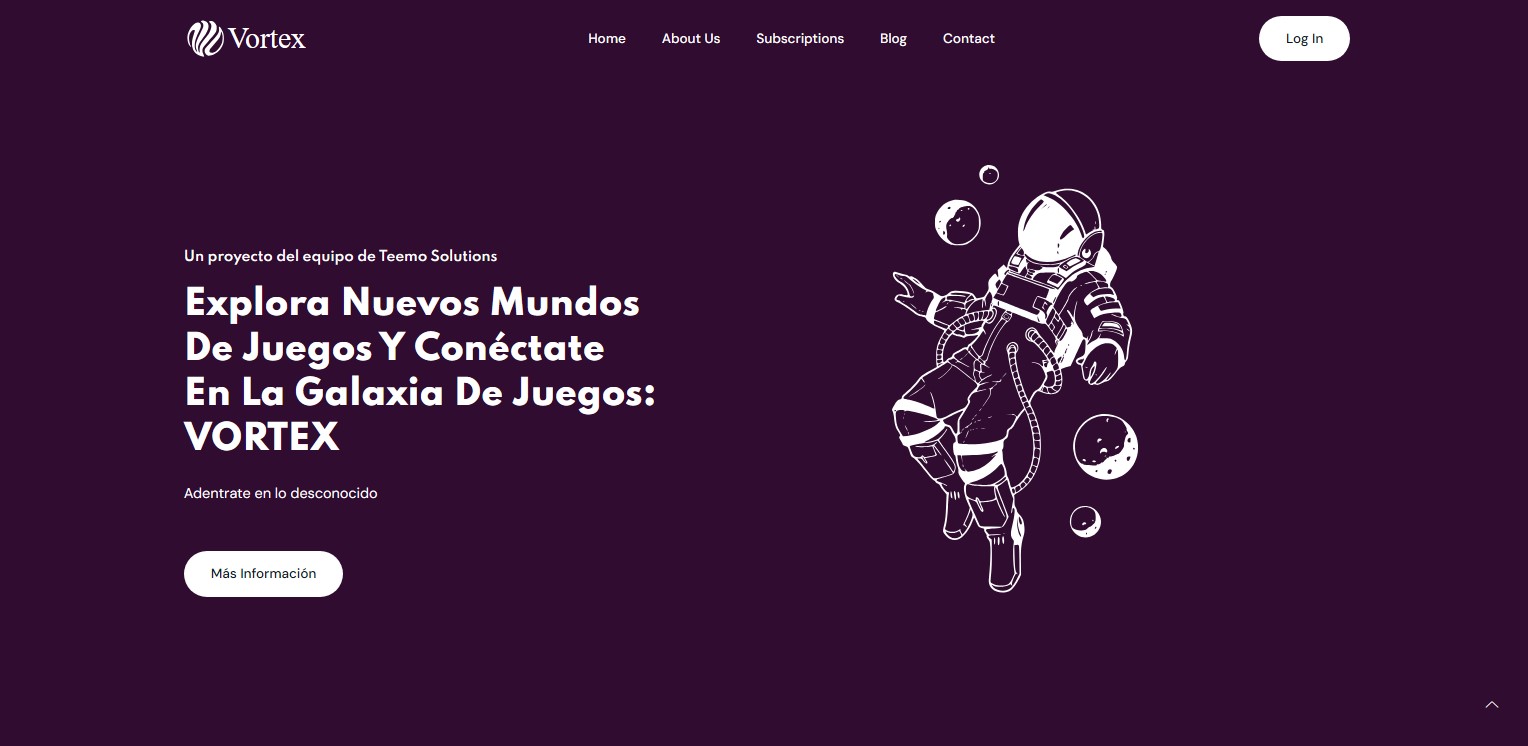 Vortex
Home
About Us
Subscriptions
Blog
Contact
Log In
Un proyecto del equipo de Teemo Solutions
Explora Nuevos Mundos
De Juegos Y Conéctate
En La Galaxia De Juegos:
VORTEX
Adentrate en lo desconocido
Más Información